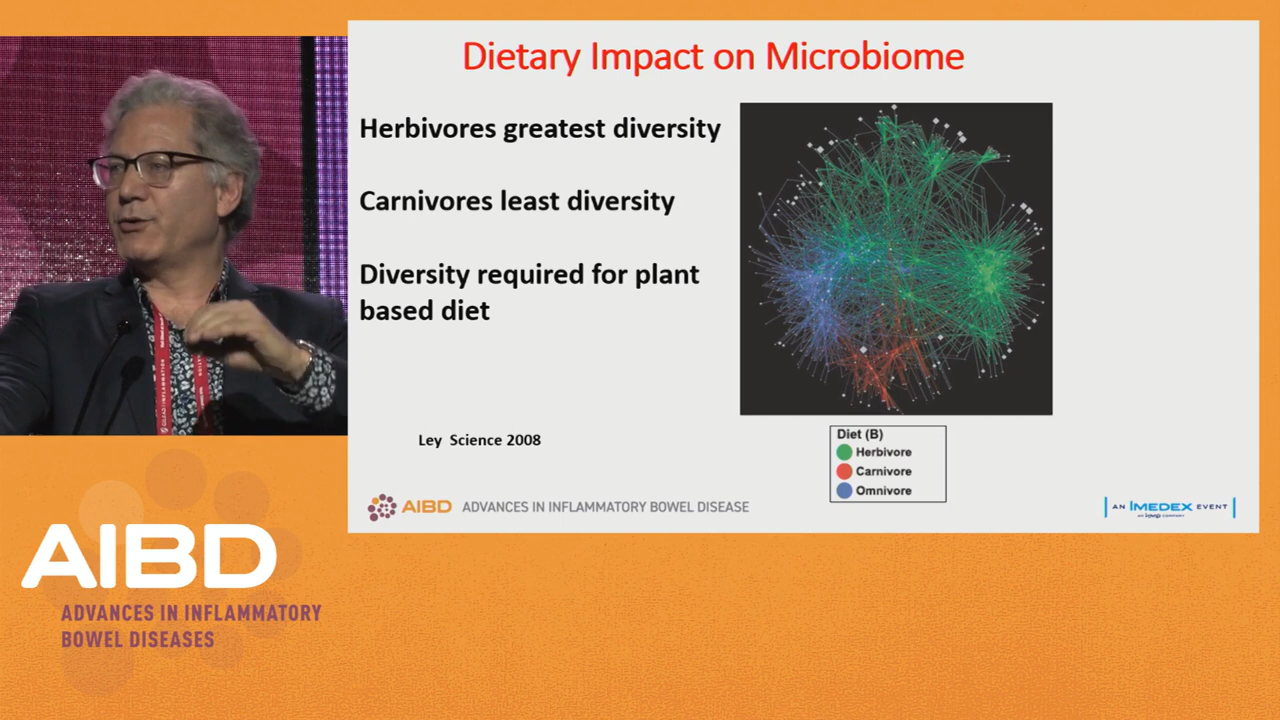 Dietary Impact on Microbiome
Herbivores greatest diversity
Carnivores least diversity
Diversity required for plant
based diet
Ley Science 2008
Diet (B)
Herbivore
Carnivore
Omnivore
AIBD ADVANCES IN INFLAMMATORY BOWEL DISEASE
AN IMEDEX EVENT
AIBD
ADVANCES IN INFLAMMATORY
BOWEL DISEASES
GILEAD INFLAMMATION